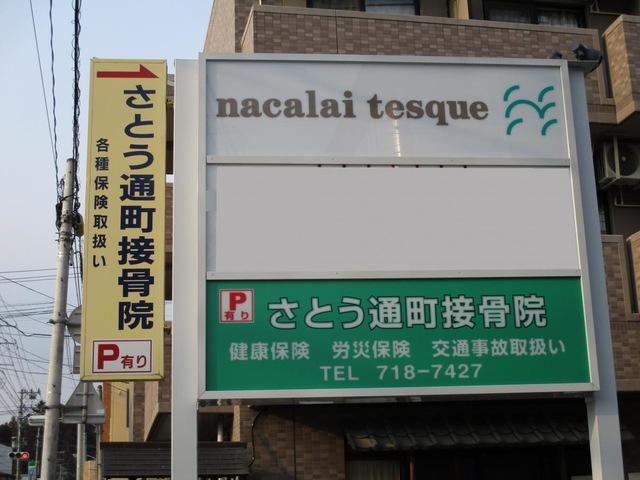 さとう通町接骨院
各種保険取扱い
P有り
nacalai tesque
P有り
さとう通町接骨院
健康保険 労災保険 交通事故取扱い
TEL 718-7427